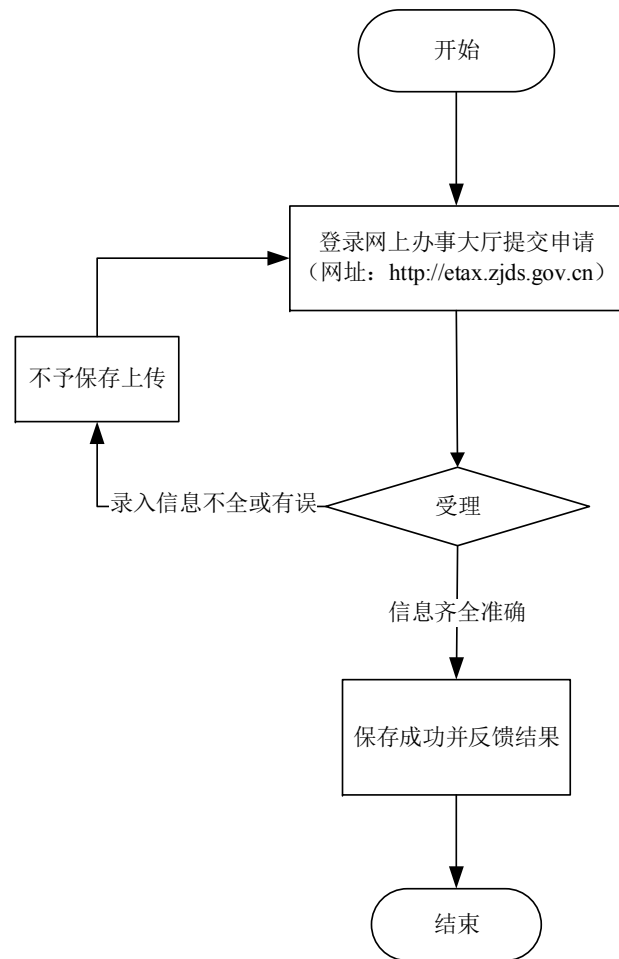 开始
登录网上办事大厅提交申请
（网址：http://etax.zjds.gov.cn）
不予保存上传
录入信息不全或有误
受理
信息齐全准确
保存成功并反馈结果
结束